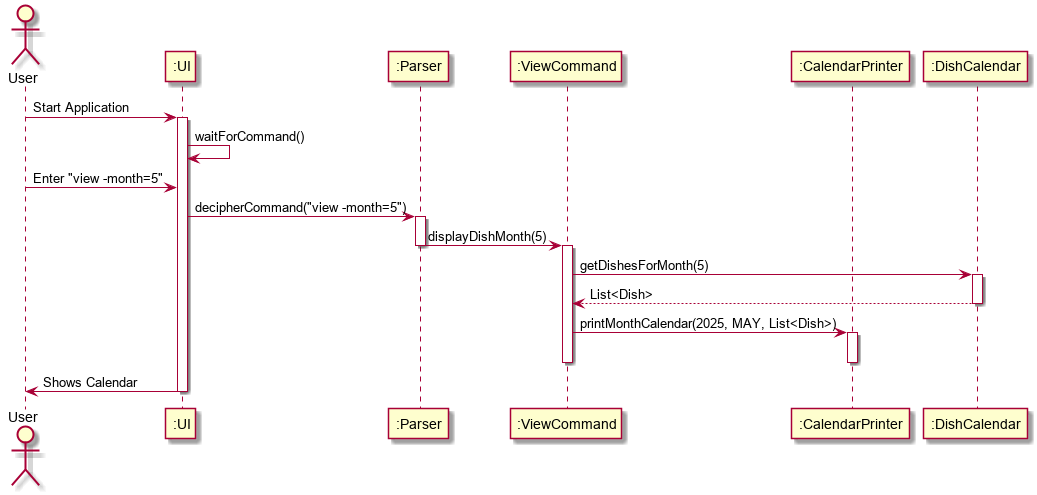 User
:UI
:Parser
:ViewCommand
:CalendarPrinter
:DishCalendar
Start Application
waitForCommand()
Enter "view -month=5"
decipherCommand("view -month=5")
displayDishMonth(5)
getDishesForMonth(5)
List<Dish>
printMonthCalendar(2025, MAY, List<Dish>)
Shows Calendar
User
:UI
:Parser
:ViewCommand
:CalendarPrinter
:DishCalendar